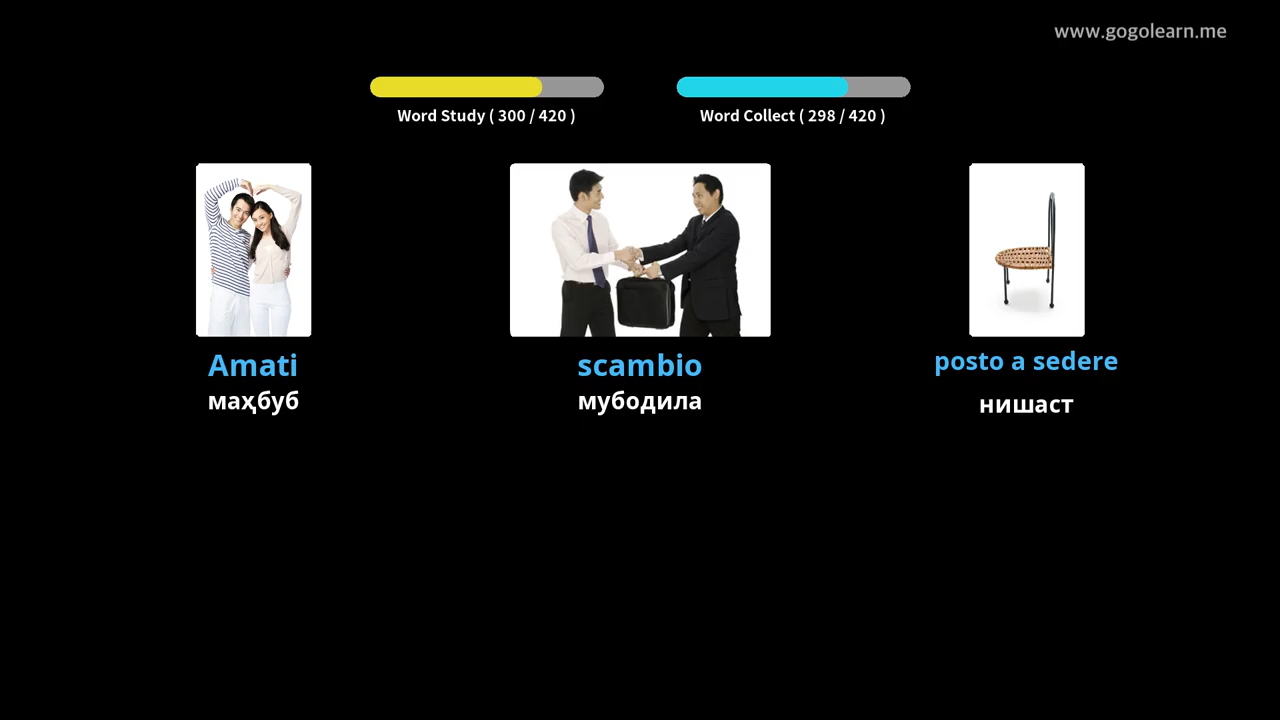 www.gogolearn.me
Word Study ( 300 / 420 )
Word Collect ( 298 / 420 )
Amati
маҳбуб
scambio
мубодила
posto a sedere
нишаст